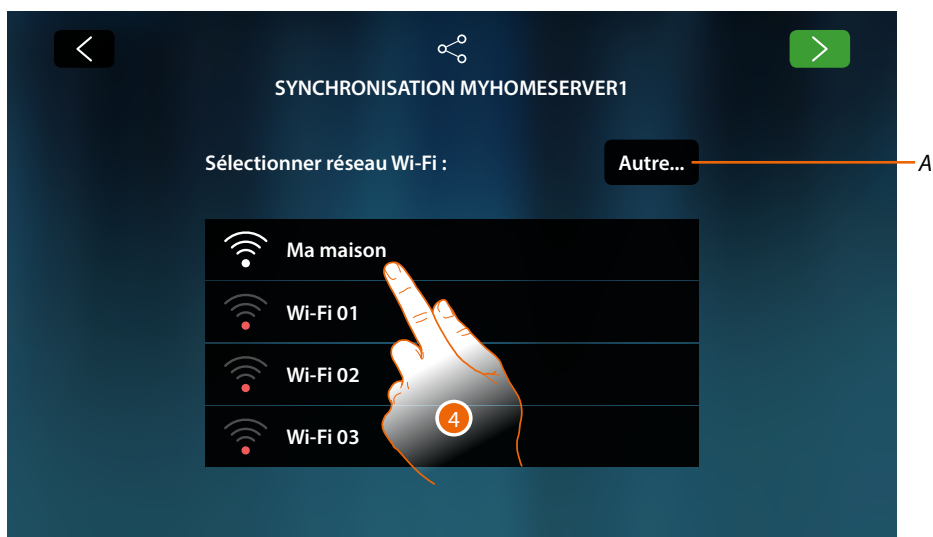 SYNCHRONISATION MYHOMESERVER1
Sélectionner réseau Wi-Fi :
Autre...
A
Ma maison
Wi-Fi 01
Wi-Fi 02
Wi-Fi 03
4